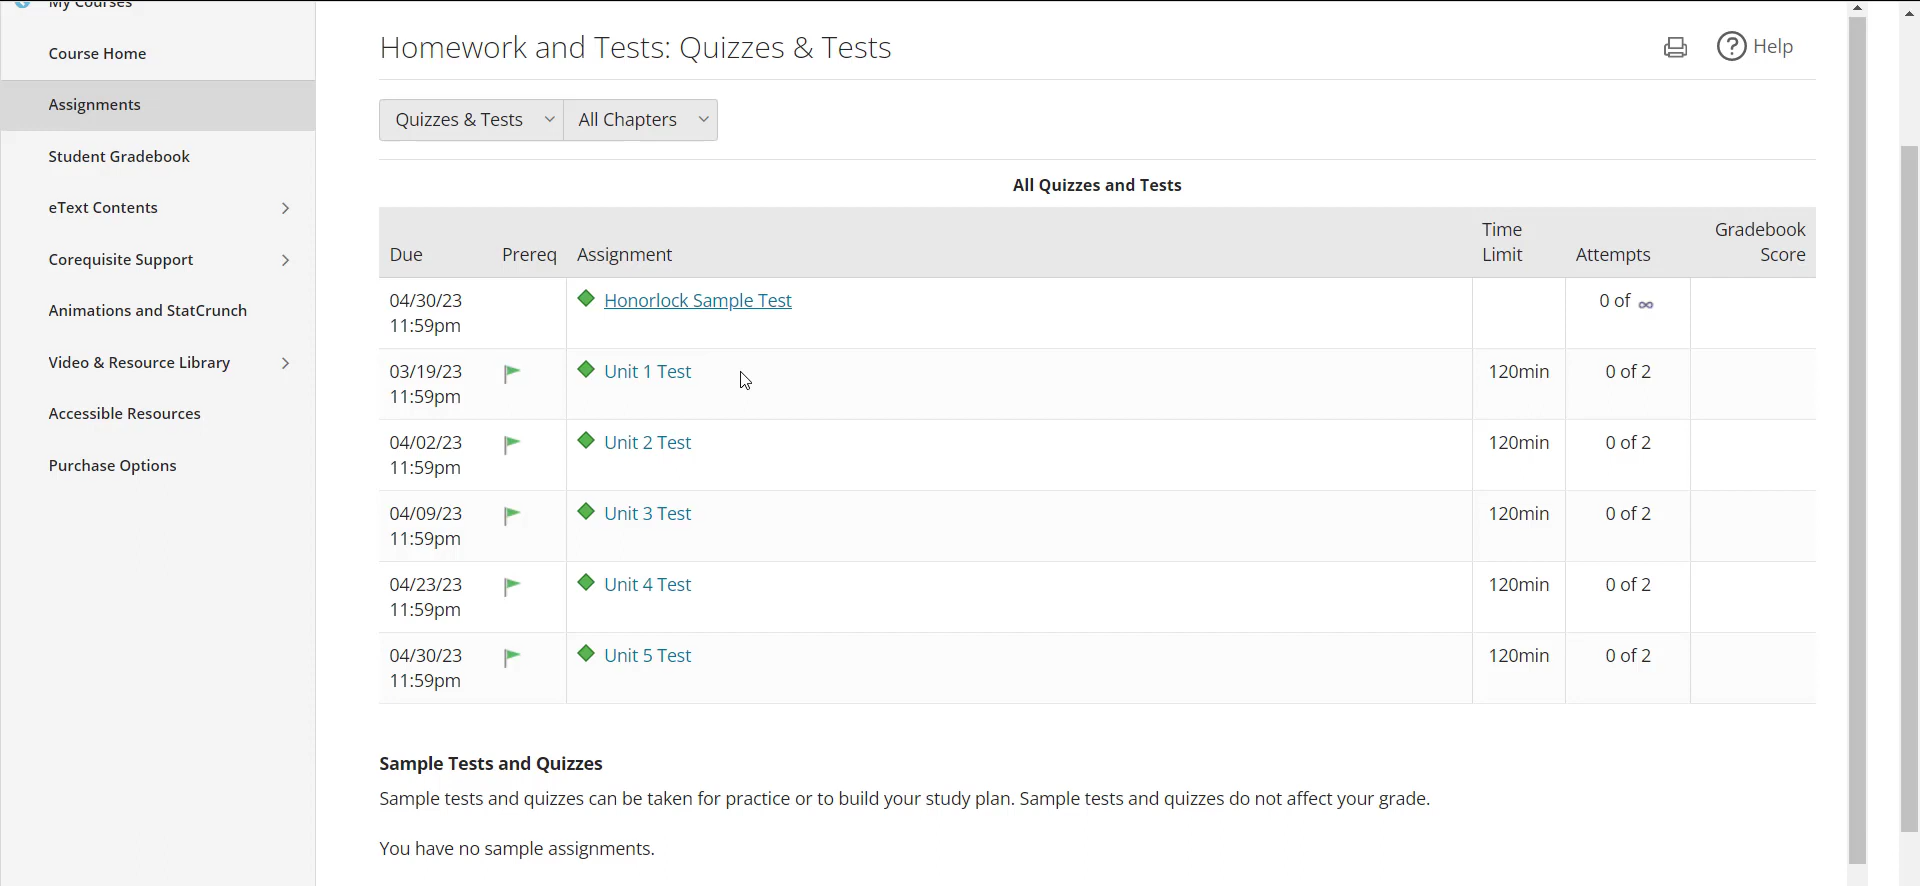 My Courses
Course Home
Assignments
Student Gradebook
eText Contents
Corequisite Support
Animations and StatCrunch
Video & Resource Library
Accessible Resources
Purchase Options
Homework and Tests: Quizzes & Tests
Help
Quizzes & Tests
All Chapters
All Quizzes and Tests
Due Prereq Assignment Time Limit Attempts Gradebook Score
04/30/23 Honorlock Sample Test 0 of ∞
11:59pm
03/19/23 Unit 1 Test 120min 0 of 2
11:59pm
04/02/23 Unit 2 Test 120min 0 of 2
11:59pm
04/09/23 Unit 3 Test 120min 0 of 2
11:59pm
04/23/23 Unit 4 Test 120min 0 of 2
11:59pm
04/30/23 Unit 5 Test 120min 0 of 2
11:59pm
Sample Tests and Quizzes
Sample tests and quizzes can be taken for practice or to build your study plan. Sample tests and quizzes do not affect your grade.
You have no sample assignments.